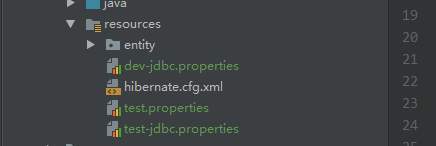 java
resources
entity
dev-jdbc.properties
hibernate.cfg.xml
test.properties
test-jdbc.properties
19
20
21
22
23
24
25